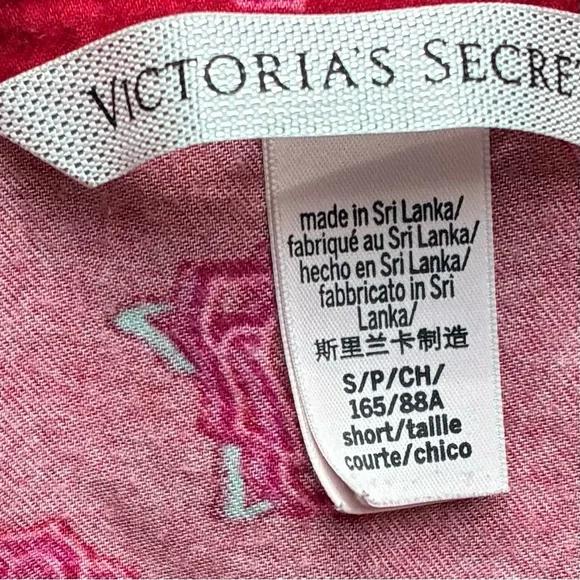 VICTORIA'S SECRE
made in Sri Lanka/
fabriqué au Sri Lanka/
hecho en Sri Lanka/
fabbricato in Sri
Lanka/
斯里兰卡制造
S/P/CH/
165/88A
short/taille
courte/chico